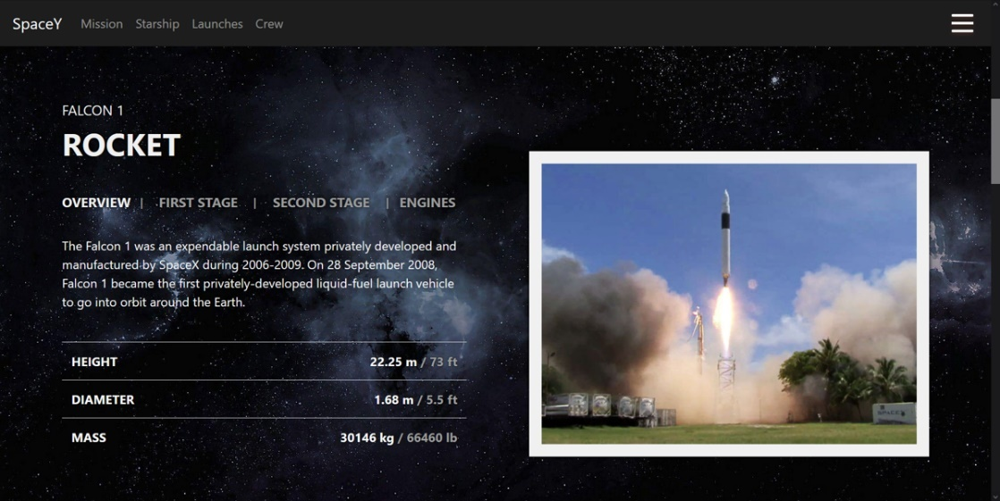 SpaceY Mission Starship Launches Crew
FALCON 1
ROCKET
OVERVIEW | FIRST STAGE | SECOND STAGE | ENGINES
The Falcon 1 was an expendable launch system privately developed and
manufactured by SpaceX during 2006-2009. On 28 September 2008,
Falcon 1 became the first privately-developed liquid-fuel launch vehicle
to go into orbit around the Earth.
HEIGHT 22.25 m / 73 ft
DIAMETER 1.68 m / 5.5 ft
MASS 30146 kg / 66460 lb
SPACEX